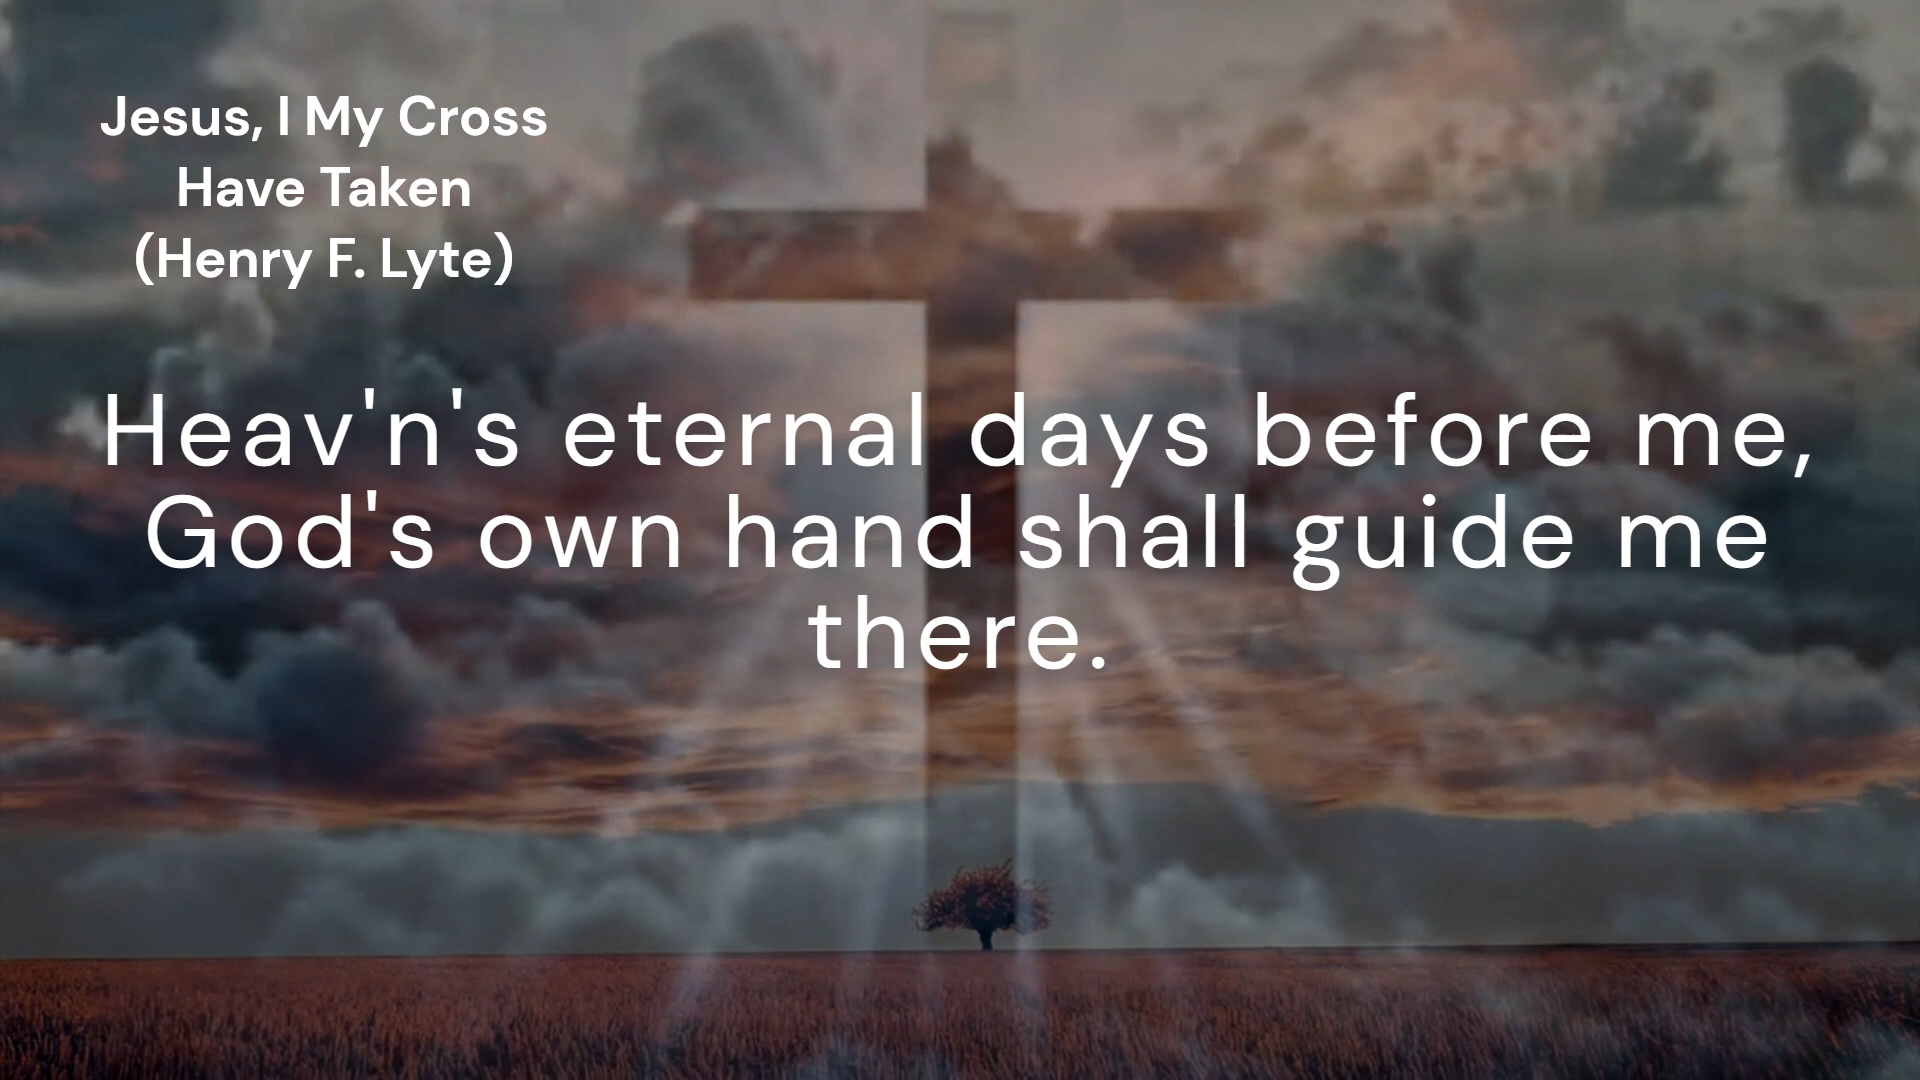 Jesus, I My Cross
Have Taken
(Henry F. Lyte)
Heav'n's eternal days before me,
God's own hand shall guide me
there.